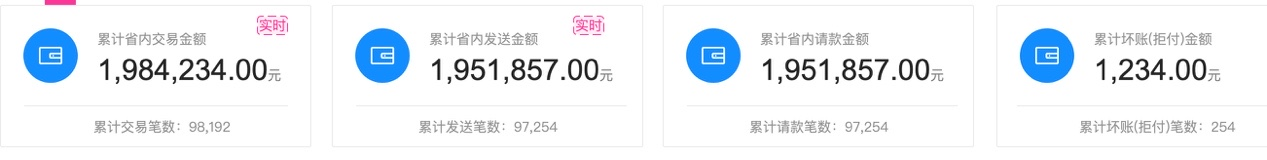 实时
累计省内交易金额
1,984,234.00元
累计交易笔数：98,192
实时
累计省内发送金额
1,951,857.00元
累计发送笔数：97,254
累计省内请款金额
1,951,857.00元
累计请款笔数：97,254
累计坏账(拒付)金额
1,234.00元
累计坏账(拒付)笔数：254